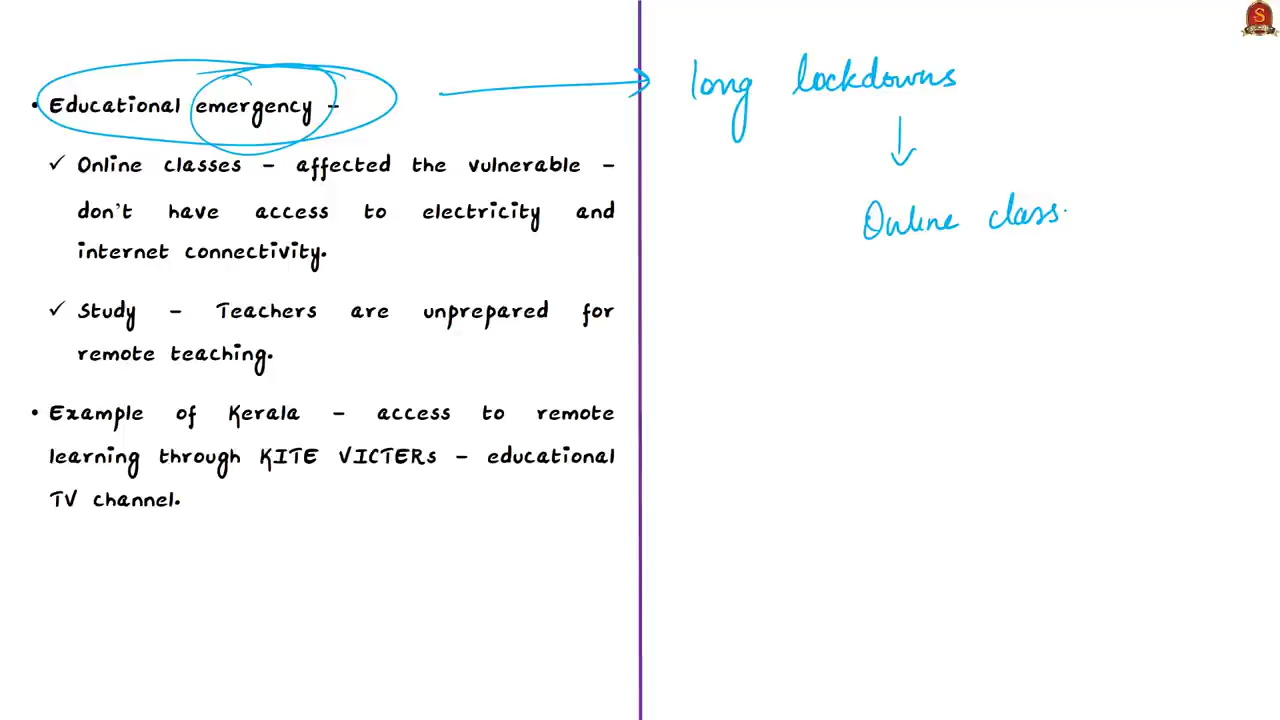 • Educational emergency –
✓ Online classes – affected the vulnerable –
don't have access to electricity and
internet connectivity.
✓ Study – Teachers are unprepared for
remote teaching.
• Example of Kerala – access to remote
learning through KITE VICTERs – educational
TV channel.
long lockdowns
Online class.